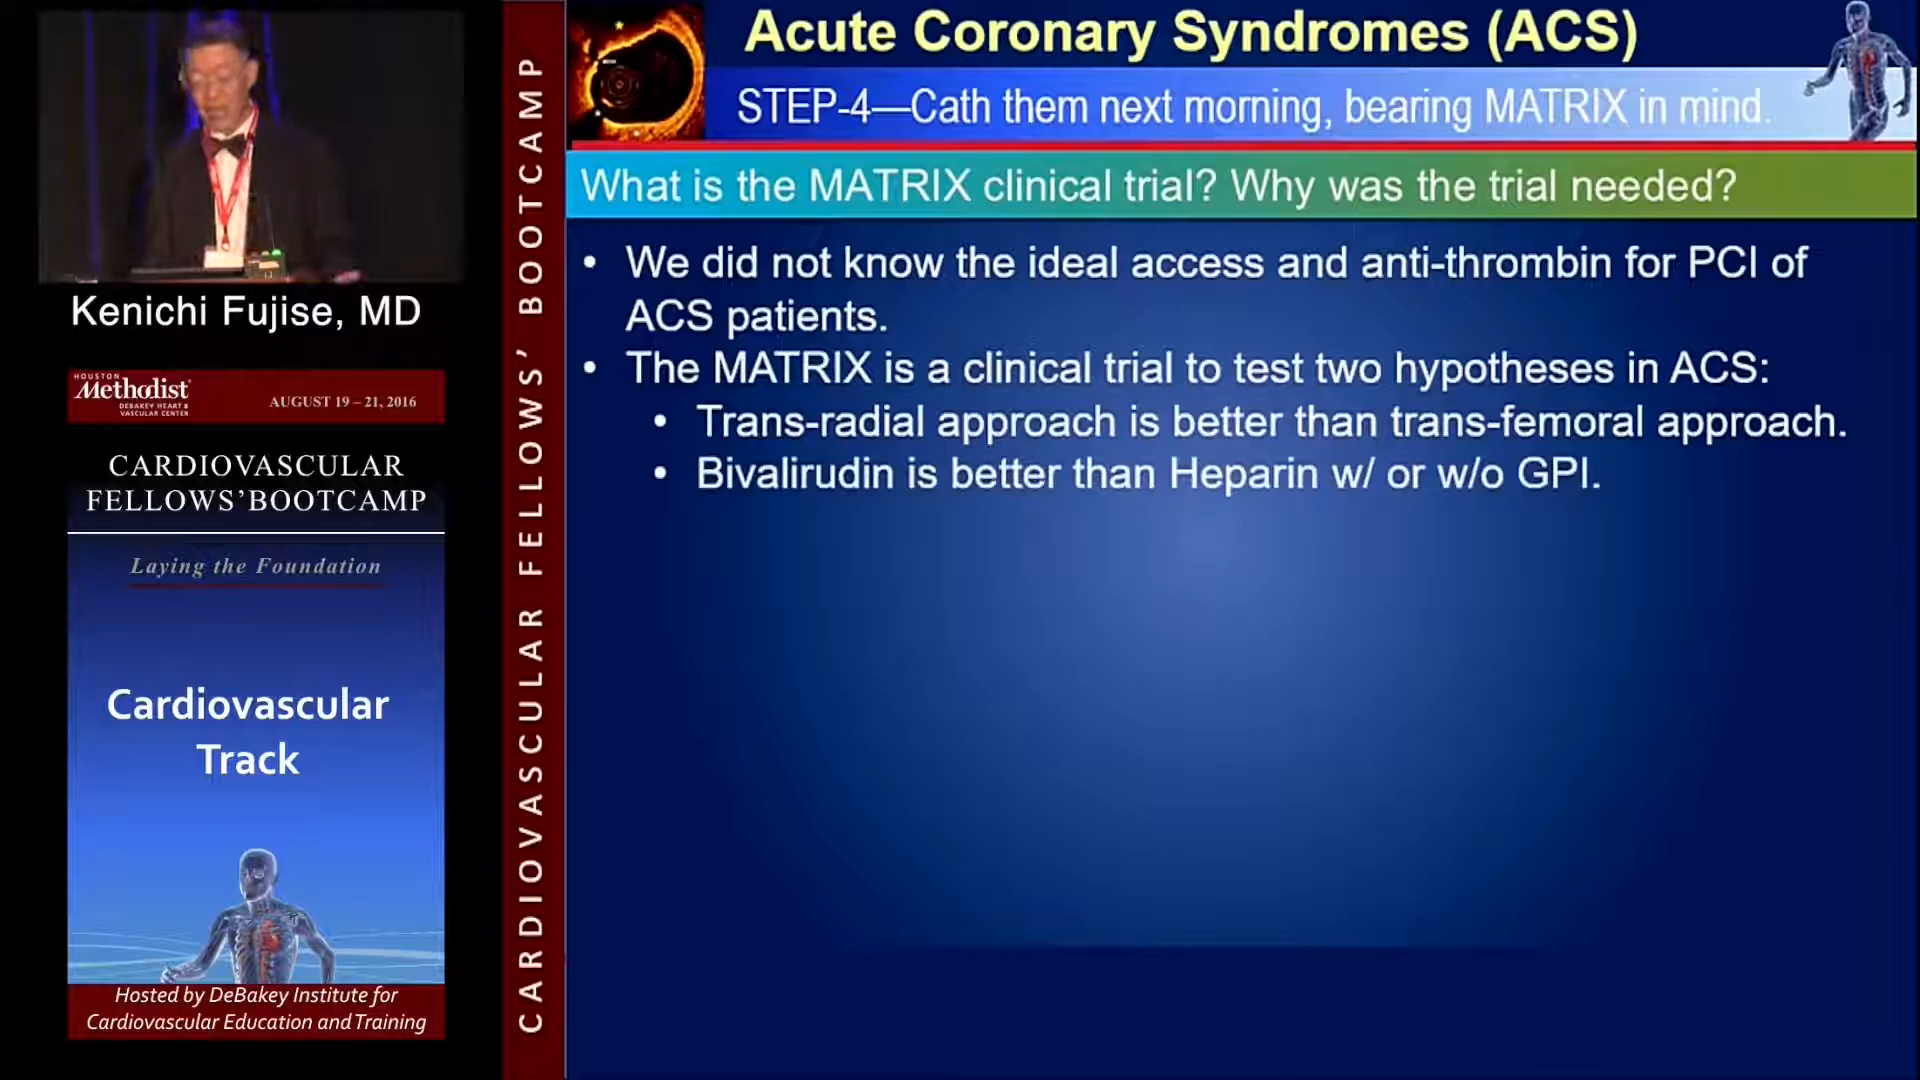 Kenichi Fujise, MD
HOUSTON
Methodist
DEBAKEY HEART &
VASCULAR CENTER
AUGUST 19 – 21, 2016
CARDIOVASCULAR
FELLOWS’BOOTCAMP
Laying the Foundation
Cardiovascular
Track
Hosted by DeBakey Institute for
Cardiovascular Education and Training
CARDIOVASCULAR FELLOWS’ BOOTCAMP
Acute Coronary Syndromes (ACS)
STEP-4—Cath them next morning, bearing MATRIX in mind.
What is the MATRIX clinical trial? Why was the trial needed?
• We did not know the ideal access and anti-thrombin for PCI of
ACS patients.
• The MATRIX is a clinical trial to test two hypotheses in ACS:
• Trans-radial approach is better than trans-femoral approach.
• Bivalirudin is better than Heparin w/ or w/o GPI.